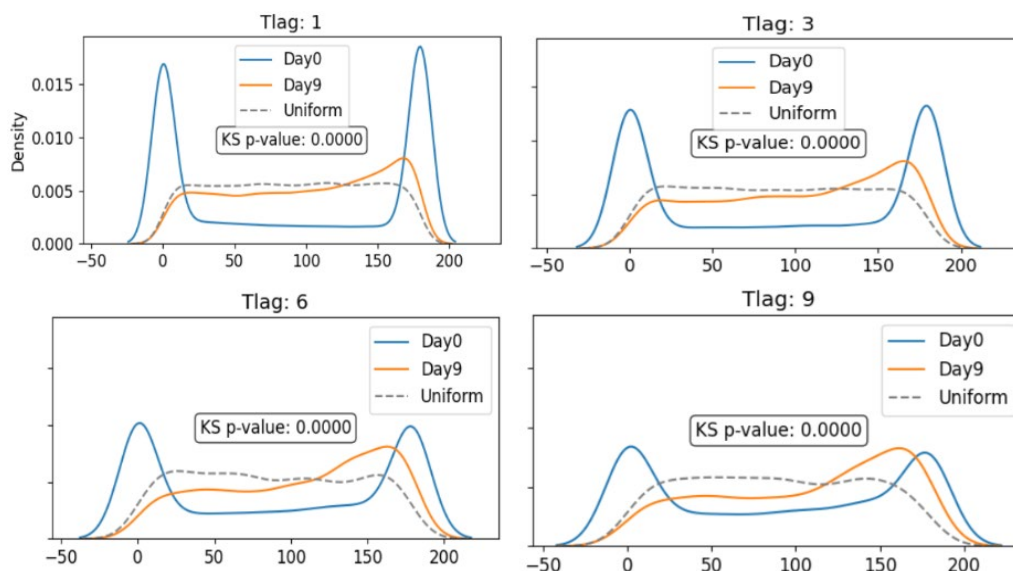 Tlag: 1
Day0
Day9
Uniform
KS p-value: 0.0000
Density
0.015
0.010
0.005
0.000
−50 0 50 100 150 200
Tlag: 3
Day0
Day9
Uniform
KS p-value: 0.0000
−50 0 50 100 150 200
Tlag: 6
Day0
Day9
Uniform
KS p-value: 0.0000
−50 0 50 100 150 200
Tlag: 9
Day0
Day9
Uniform
KS p-value: 0.0000
−50 0 50 100 150 200